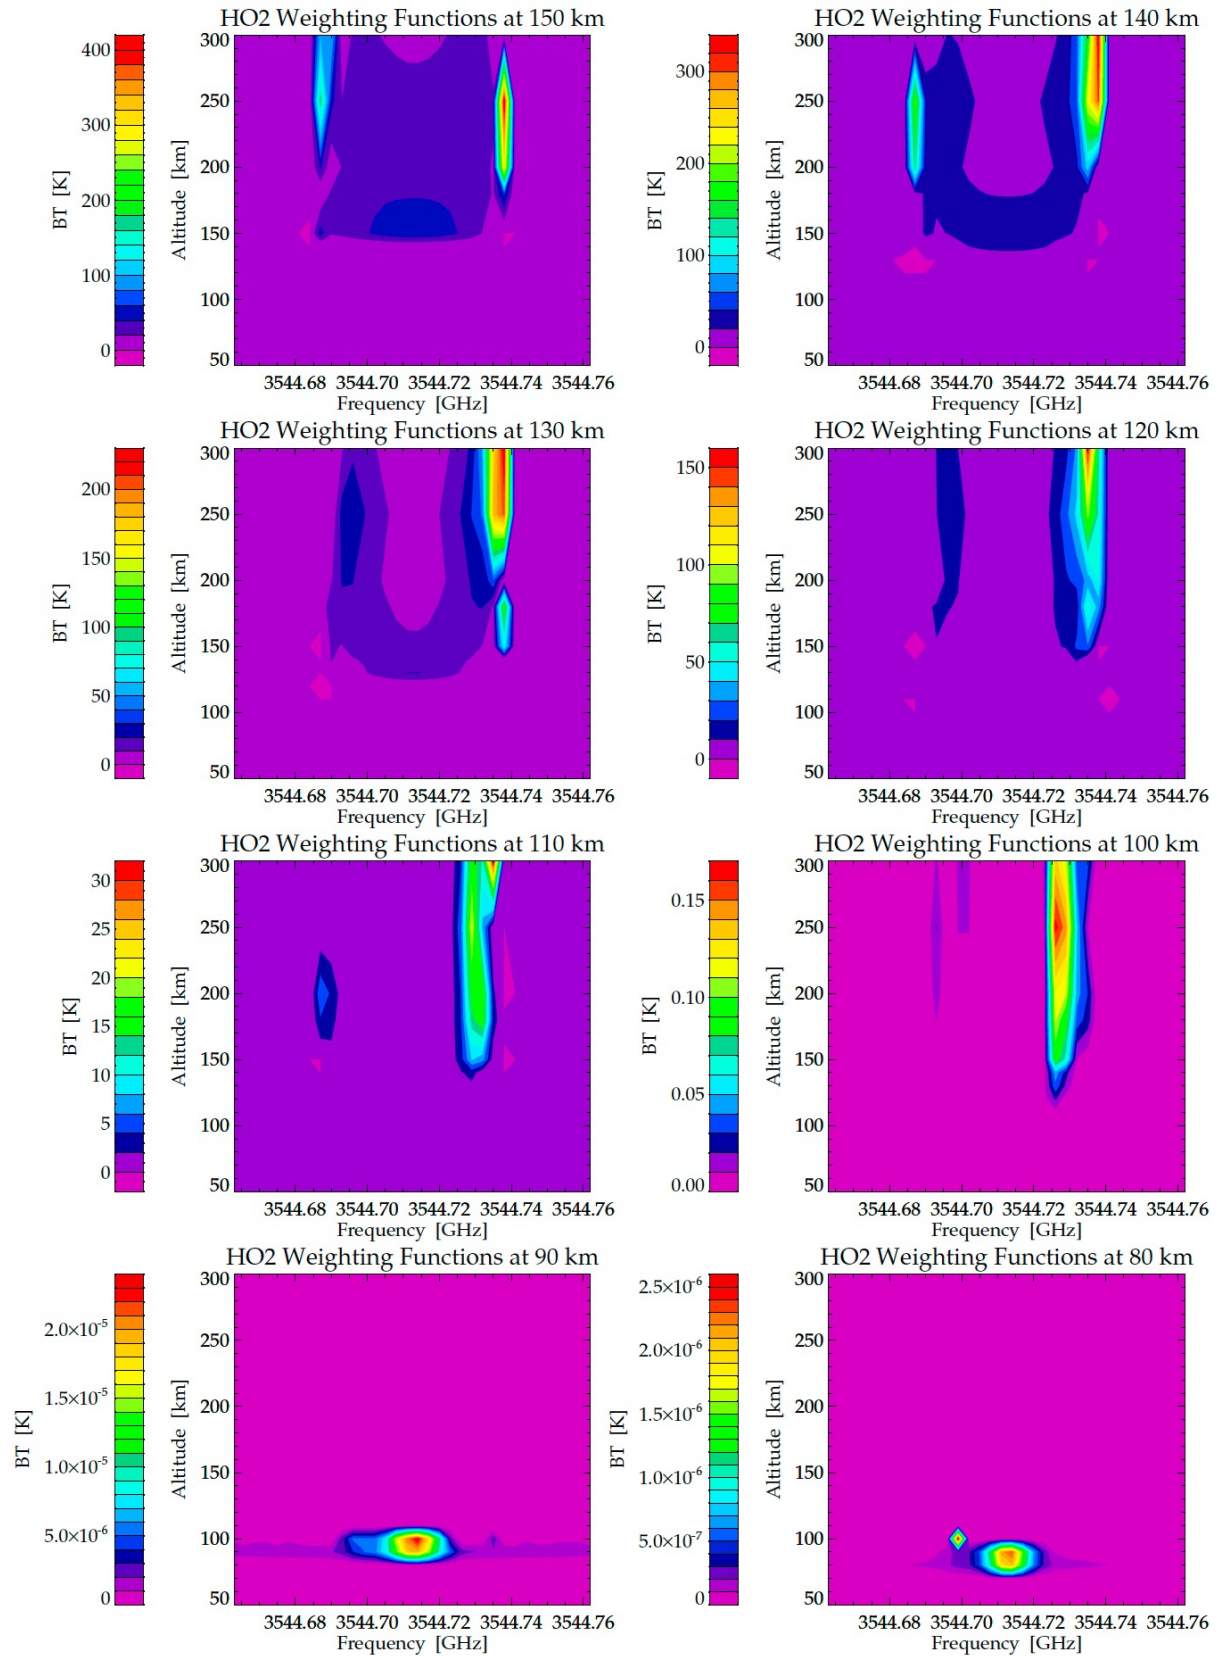 HO2 Weighting Functions at 150 km
BT [K]
400
300
200
100
0
Altitude [km]
300
250
200
150
100
50
3544.68 3544.70 3544.72 3544.74 3544.76
Frequency [GHz]
HO2 Weighting Functions at 140 km
BT [K]
300
200
100
0
Altitude [km]
300
250
200
150
100
50
3544.68 3544.70 3544.72 3544.74 3544.76
Frequency [GHz]
HO2 Weighting Functions at 130 km
BT [K]
200
150
100
50
0
Altitude [km]
300
250
200
150
100
50
3544.68 3544.70 3544.72 3544.74 3544.76
Frequency [GHz]
HO2 Weighting Functions at 120 km
BT [K]
150
100
50
0
Altitude [km]
300
250
200
150
100
50
3544.68 3544.70 3544.72 3544.74 3544.76
Frequency [GHz]
HO2 Weighting Functions at 110 km
BT [K]
30
25
20
15
10
5
0
Altitude [km]
300
250
200
150
100
50
3544.68 3544.70 3544.72 3544.74 3544.76
Frequency [GHz]
HO2 Weighting Functions at 100 km
BT [K]
0.15
0.10
0.05
0.00
Altitude [km]
300
250
200
150
100
50
3544.68 3544.70 3544.72 3544.74 3544.76
Frequency [GHz]
HO2 Weighting Functions at 90 km
BT [K]
2.0×10⁻⁵
1.5×10⁻⁵
1.0×10⁻⁵
5.0×10⁻⁶
0
Altitude [km]
300
250
200
150
100
50
3544.68 3544.70 3544.72 3544.74 3544.76
Frequency [GHz]
HO2 Weighting Functions at 80 km
BT [K]
2.5×10⁻⁶
2.0×10⁻⁶
1.5×10⁻⁶
1.0×10⁻⁶
5.0×10⁻⁷
0
Altitude [km]
300
250
200
150
100
50
3544.68 3544.70 3544.72 3544.74 3544.76
Frequency [GHz]